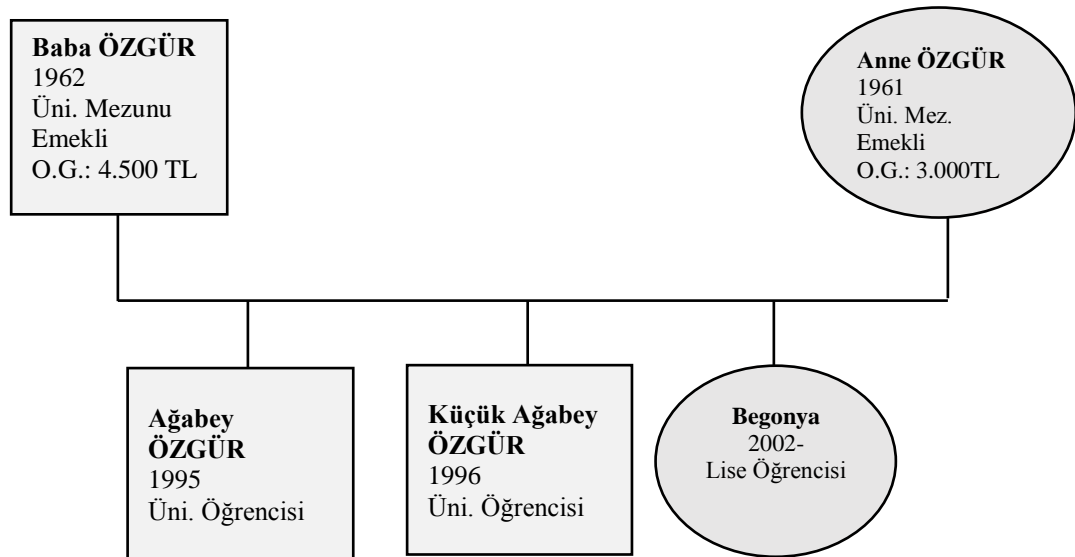 Baba ÖZGÜR
1962
Üni. Mezunu
Emekli
O.G.: 4.500 TL
Anne ÖZGÜR
1961
Üni. Mez.
Emekli
O.G.: 3.000TL
Ağabey
ÖZGÜR
1995
Üni. Öğrencisi
Küçük Ağabey
ÖZGÜR
1996
Üni. Öğrencisi
Begonya
2002-
Lise Öğrencisi